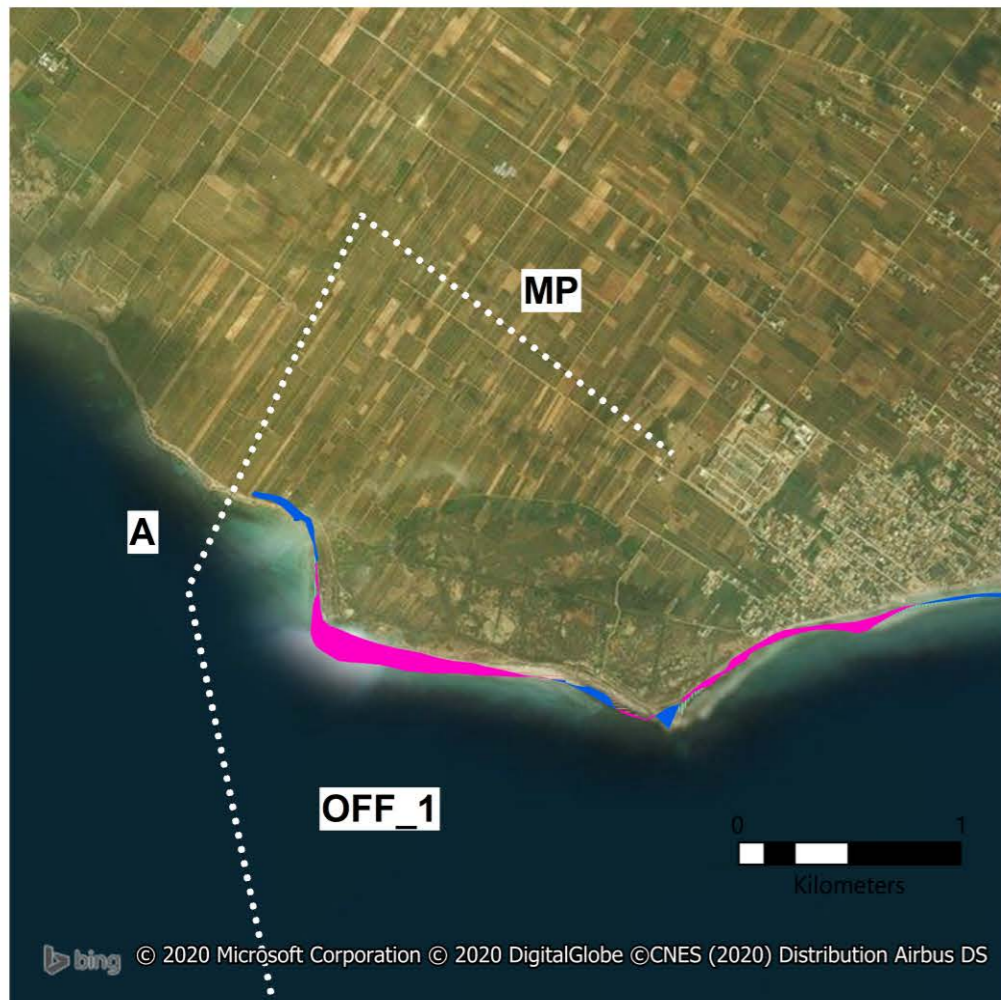 MP
A
OFF_1
0 1
Kilometers
bing © 2020 Microsoft Corporation © 2020 DigitalGlobe ©CNES (2020) Distribution Airbus DS